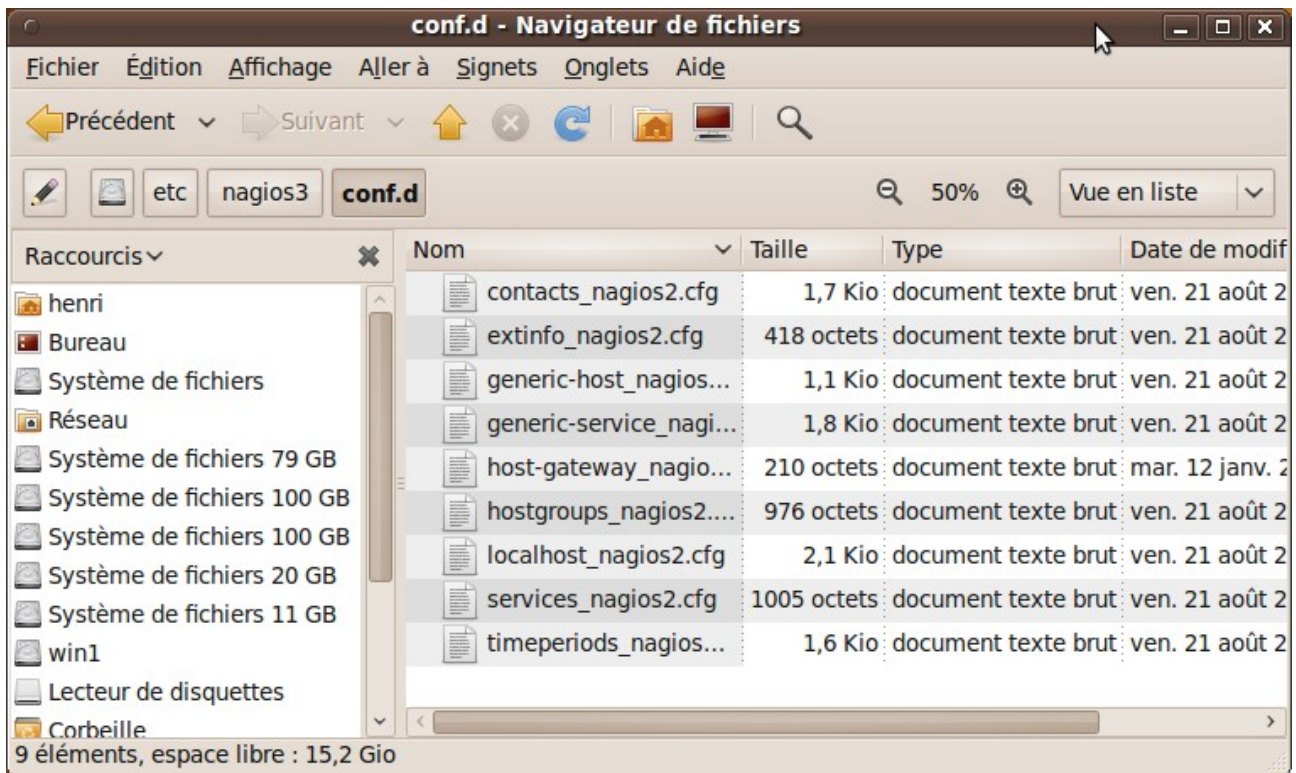 conf.d - Navigateur de fichiers
Fichier Édition Affichage Aller à Signets Onglets Aide
Précédent Suivant
etc nagios3 conf.d 50% Vue en liste
Raccourcis Nom Taille Type Date de modif
henri
Bureau
Système de fichiers
Réseau
Système de fichiers 79 GB
Système de fichiers 100 GB
Système de fichiers 100 GB
Système de fichiers 20 GB
Système de fichiers 11 GB
win1
Lecteur de disquettes
Corbeille
contacts_nagios2.cfg 1,7 Kio document texte brut ven. 21 août 2
extinfo_nagios2.cfg 418 octets document texte brut ven. 21 août 2
generic-host_nagios... 1,1 Kio document texte brut ven. 21 août 2
generic-service_nagi... 1,8 Kio document texte brut ven. 21 août 2
host-gateway_nagio... 210 octets document texte brut mar. 12 janv. 2
hostgroups_nagios2.... 976 octets document texte brut ven. 21 août 2
localhost_nagios2.cfg 2,1 Kio document texte brut ven. 21 août 2
services_nagios2.cfg 1005 octets document texte brut ven. 21 août 2
timeperiods_nagios... 1,6 Kio document texte brut ven. 21 août 2
9 éléments, espace libre : 15,2 Gio